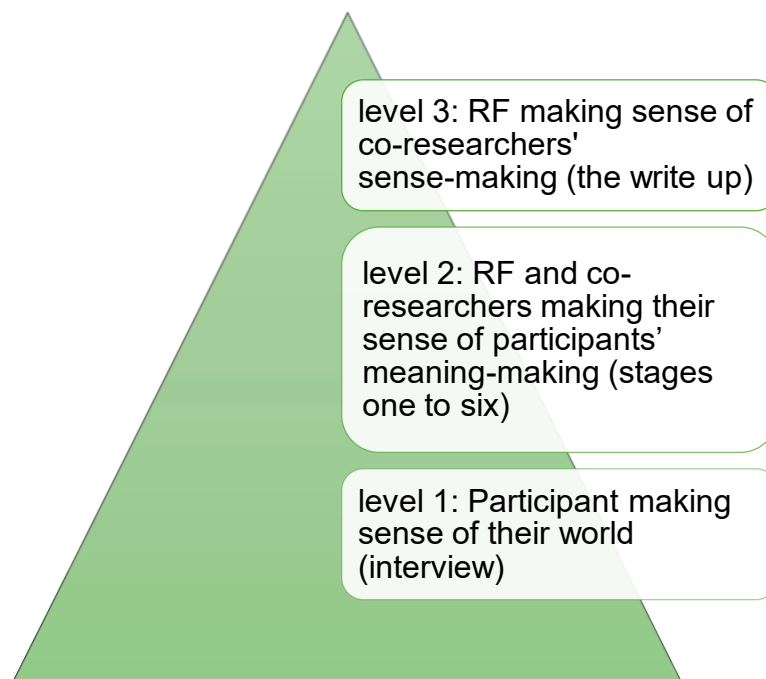 level 3: RF making sense of
co-researchers'
sense-making (the write up)
level 2: RF and co-
researchers making their
sense of participants’
meaning-making (stages
one to six)
level 1: Participant making
sense of their world
(interview)